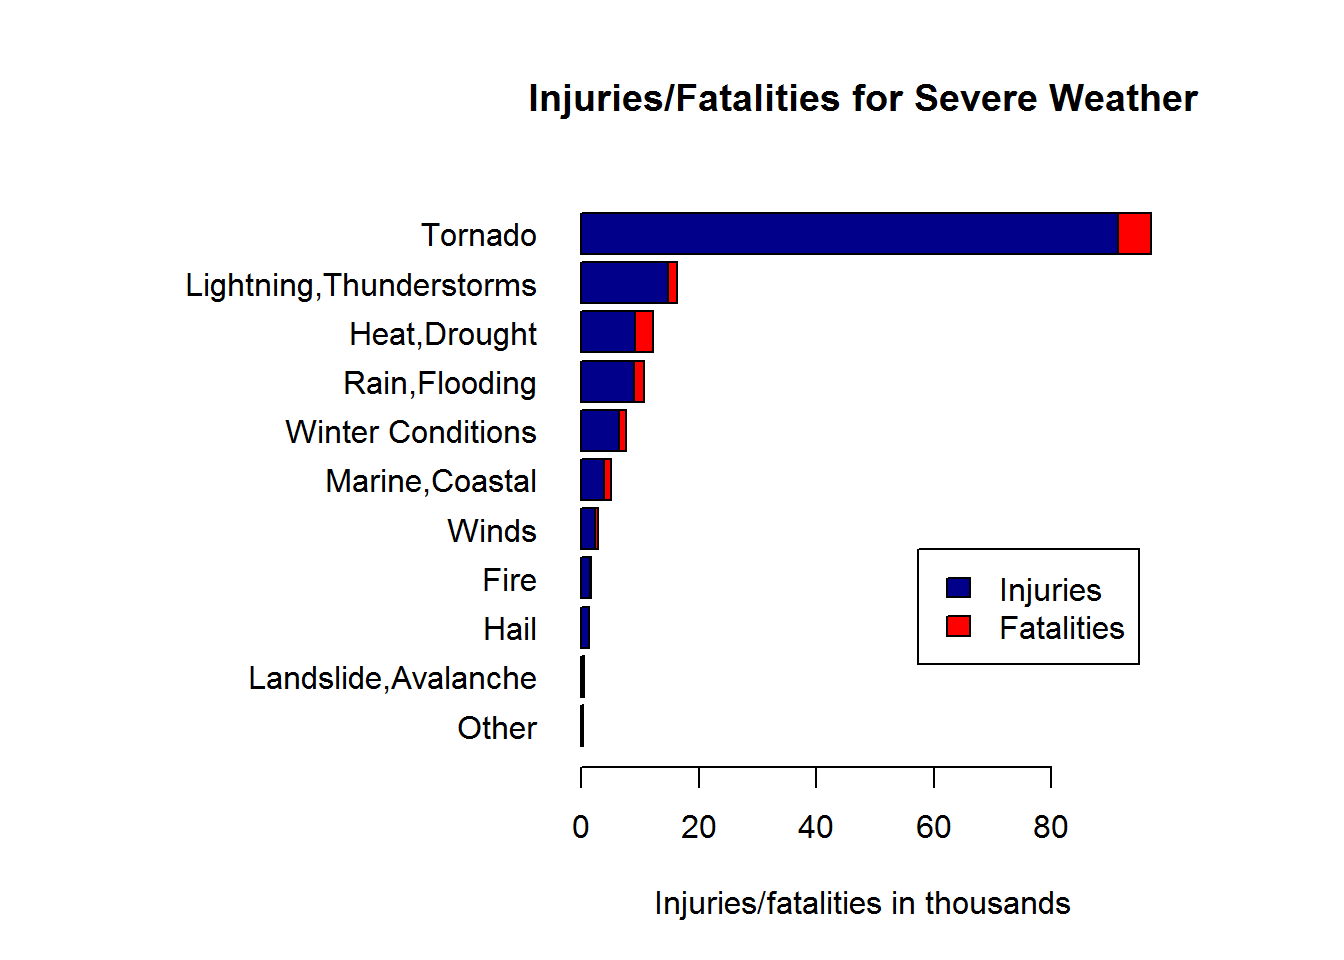 Injuries/Fatalities for Severe Weather
Tornado
Lightning,Thunderstorms
Heat,Drought
Rain,Flooding
Winter Conditions
Marine,Coastal
Winds
Fire
Hail
Landslide,Avalanche
Other
Injuries
Fatalities
0 20 40 60 80
Injuries/fatalities in thousands